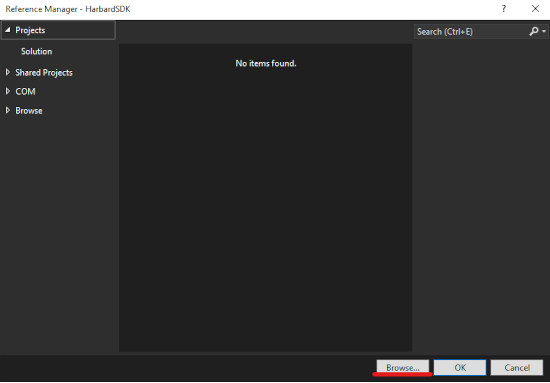 Reference Manager - HarbardSDK
? 
Projects
Search (Ctrl+E)
Solution
No items found.
Shared Projects
COM
Browse
Browse...
OK
Cancel